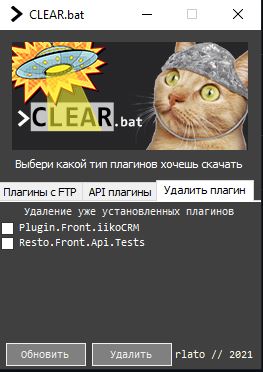 CLEAR.bat
>CLEAR.bat
Выбери какой тип плагинов хочешь скачать
Плагины с FTP API плагины Удалить плагин
Удаление уже установленных плагинов
Plugin.Front.iikoCRM
Resto.Front.Api.Tests
Обновить Удалить rlato // 2021